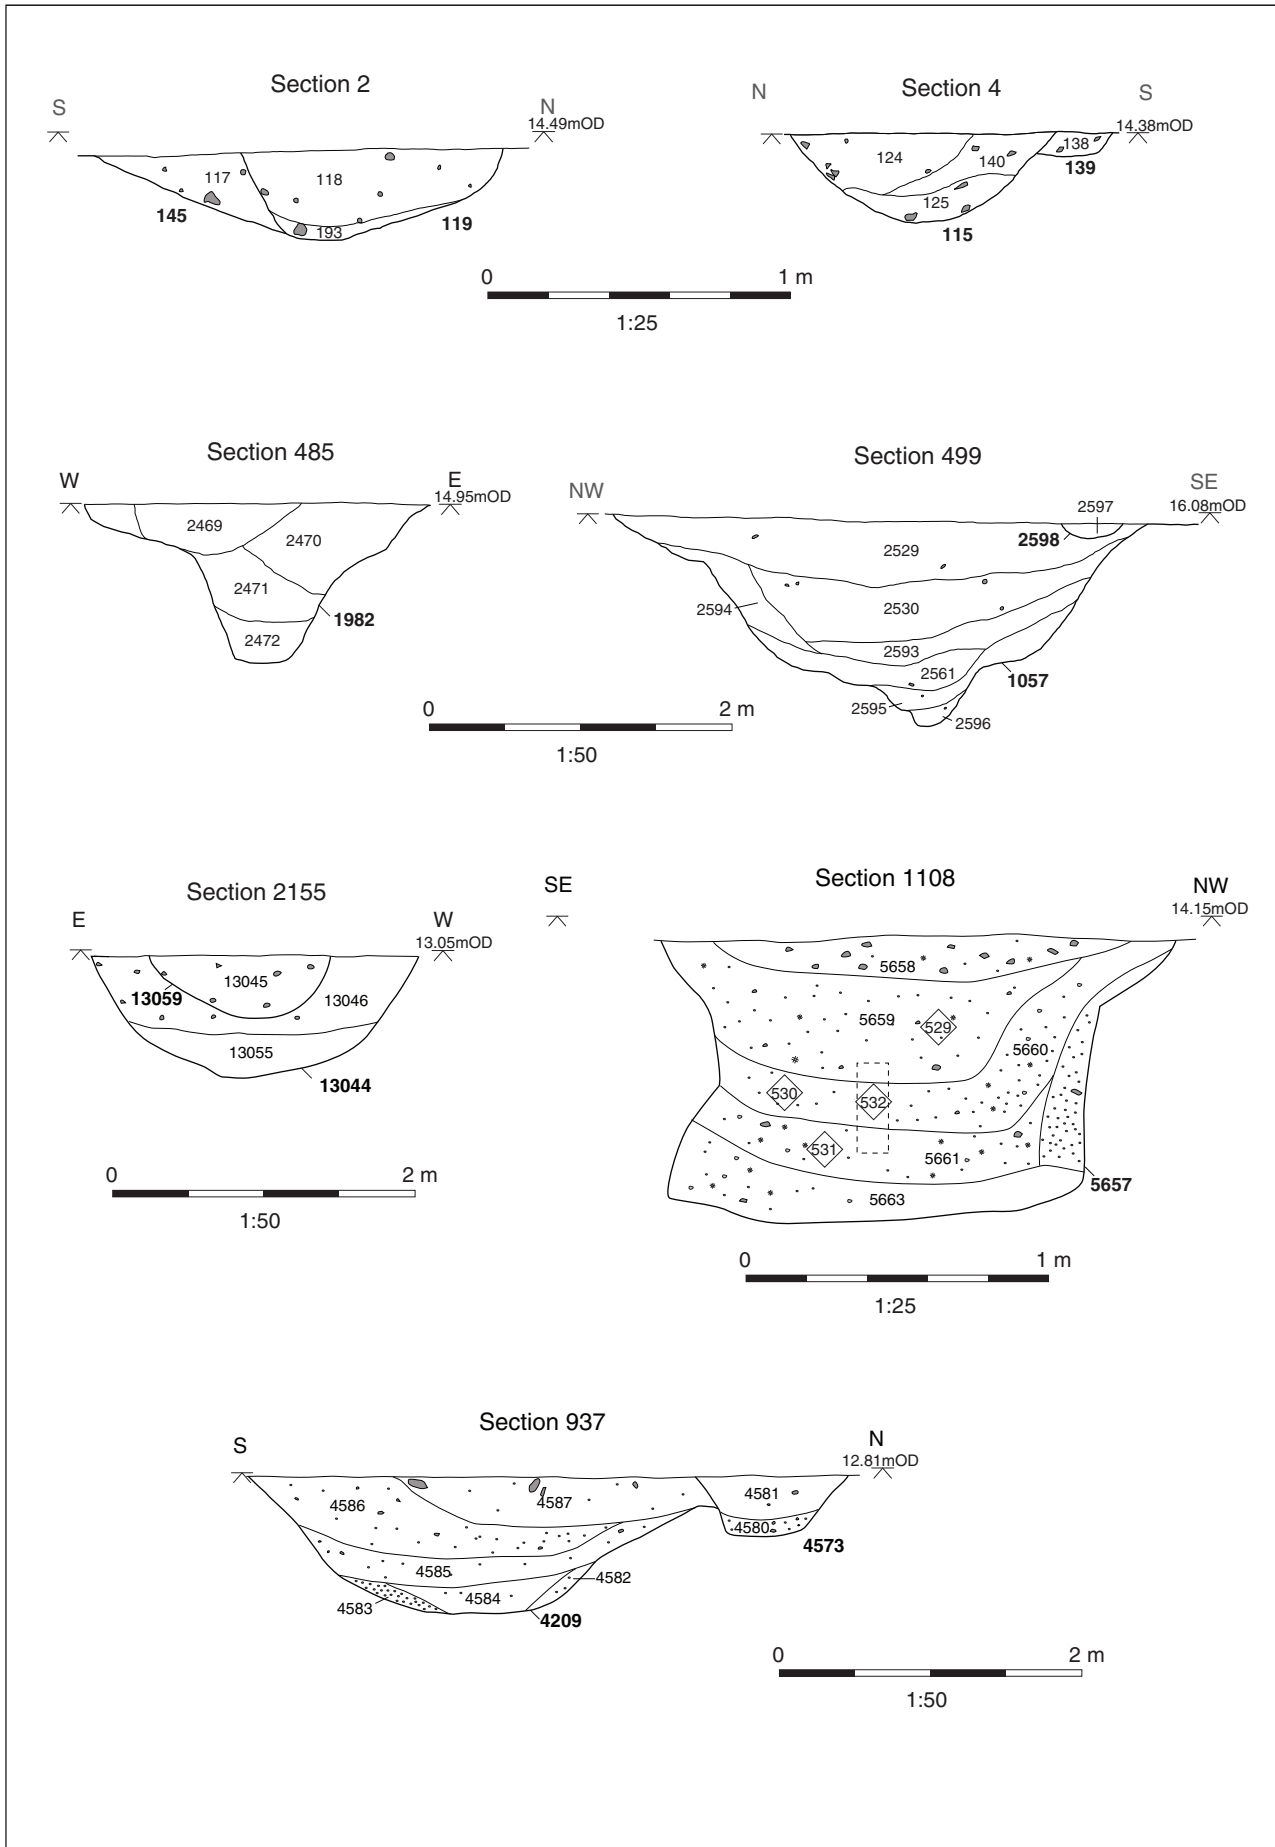 Section 2
S
N
14.49mOD
117
118
145
119
193
Section 4
N
S
14.38mOD
124
140
138
139
125
115
0 1 m
1:25
Section 485
W
E
14.95mOD
2469
2470
2471
1982
2472
Section 499
NW
SE
16.08mOD
2597
2598
2529
2594
2530
2593
2561
1057
2595
2596
0 2 m
1:50
Section 2155
E
W
13.05mOD
13045
13059
13046
13055
13044
0 2 m
1:50
Section 1108
SE
NW
14.15mOD
5658
5659
529
5660
530
532
531
5661
5657
5663
0 1 m
1:25
Section 937
S
N
12.81mOD
4586
4587
4581
4580
4573
4585
4582
4583
4584
4209
0 2 m
1:50